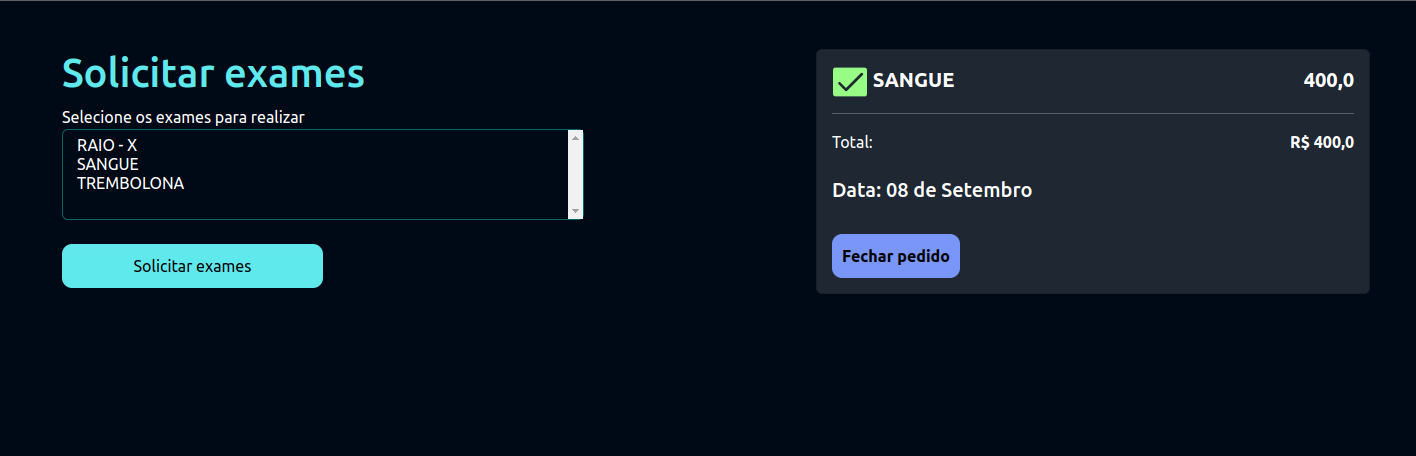 Solicitar exames
Selecione os exames para realizar
RAIO - X
SANGUE
TREMBOLONA
Solicitar exames
SANGUE 400,0
Total: R$ 400,0
Data: 08 de Setembro
Fechar pedido